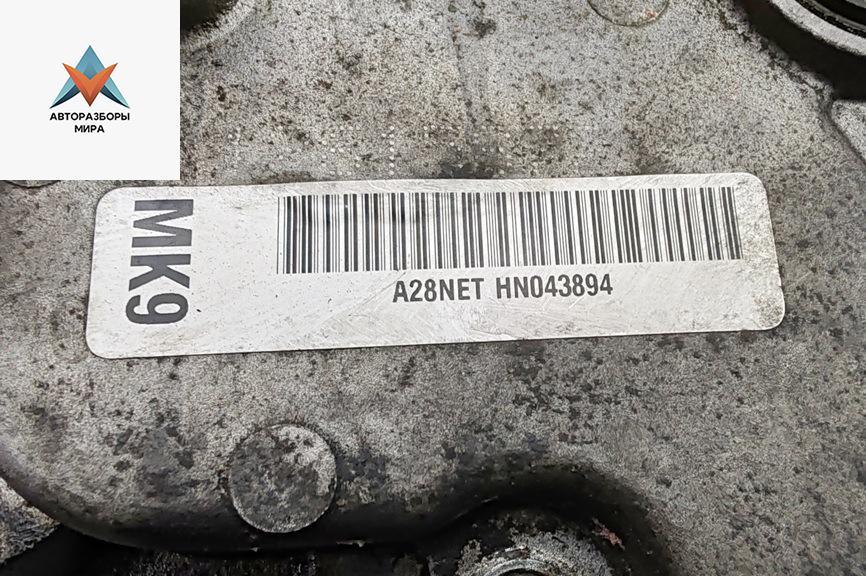 АВТОРАЗБОРЫ
МИРА
MK9
A28NET HN043894